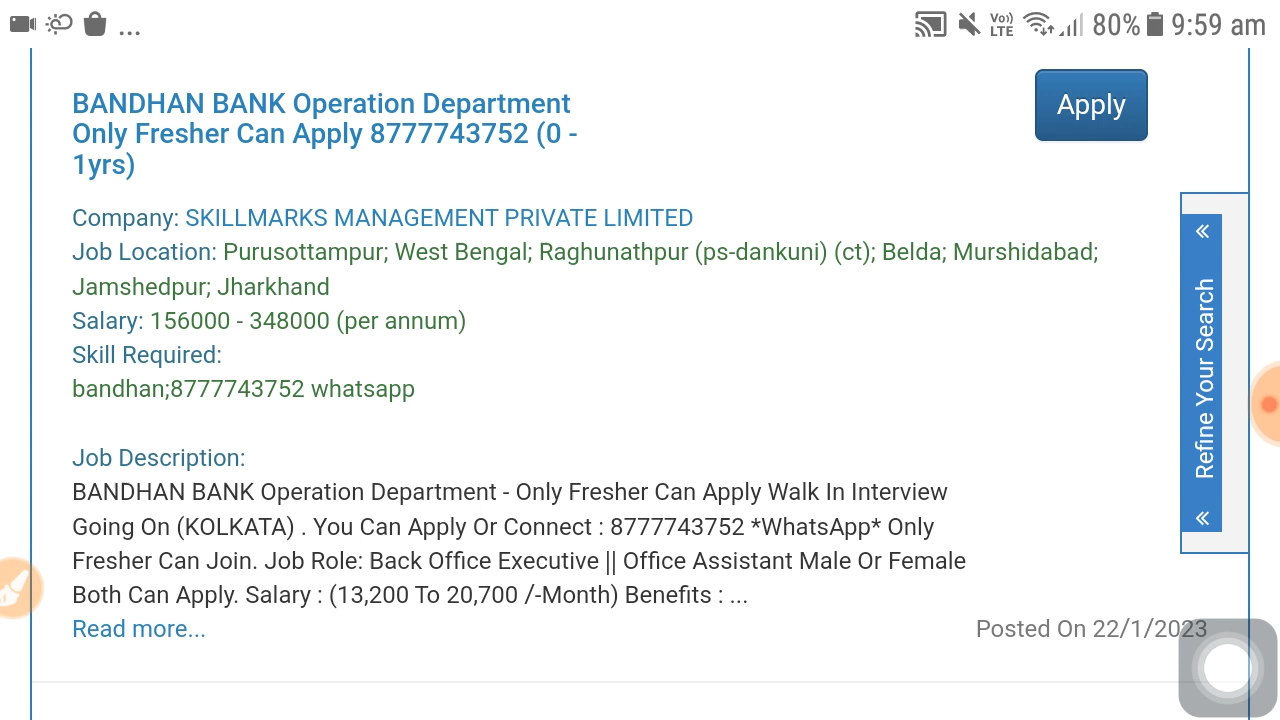 ... Vo)) LTE 80% 9:59 am
BANDHAN BANK Operation Department
Only Fresher Can Apply 8777743752 (0 -
1yrs)
Apply
Company: SKILLMARKS MANAGEMENT PRIVATE LIMITED
Job Location: Purusottampur; West Bengal; Raghunathpur (ps-dankuni) (ct); Belda; Murshidabad;
Jamshedpur; Jharkhand
Salary: 156000 - 348000 (per annum)
Skill Required:
bandhan;8777743752 whatsapp
« Refine Your Search «
Job Description:
BANDHAN BANK Operation Department - Only Fresher Can Apply Walk In Interview
Going On (KOLKATA) . You Can Apply Or Connect : 8777743752 *WhatsApp* Only
Fresher Can Join. Job Role: Back Office Executive || Office Assistant Male Or Female
Both Can Apply. Salary : (13,200 To 20,700 /-Month) Benefits : ...
Read more...
Posted On 22/1/2023